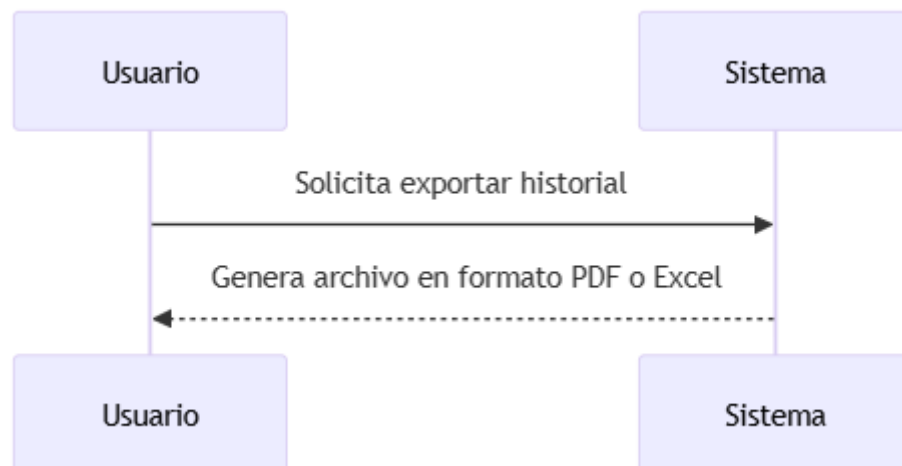 Usuario
Sistema
Solicita exportar historial
Genera archivo en formato PDF o Excel
Usuario
Sistema